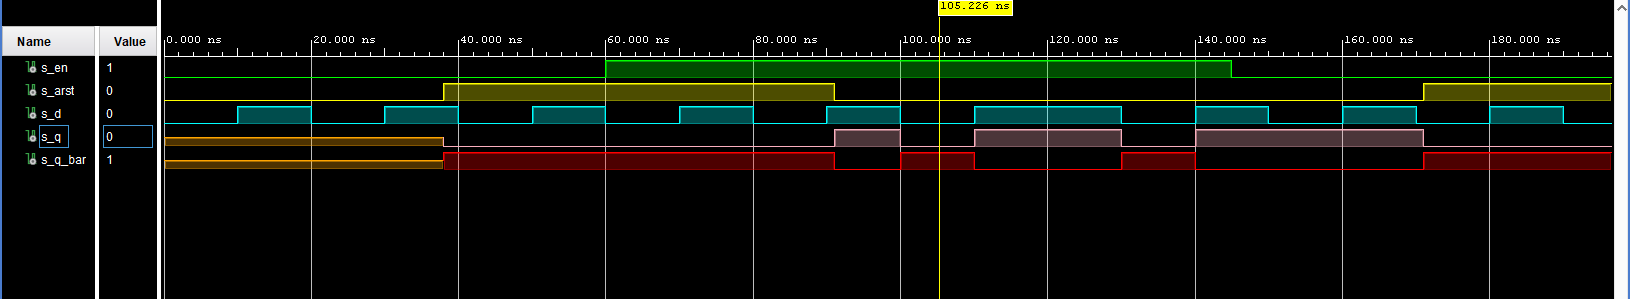 105.226 ns
Name Value
0.000 ns 20.000 ns 40.000 ns 60.000 ns 80.000 ns 100.000 ns 120.000 ns 140.000 ns 160.000 ns 180.000 ns
s_en 1
s_arst 0
s_d 0
s_q 0
s_q_bar 1